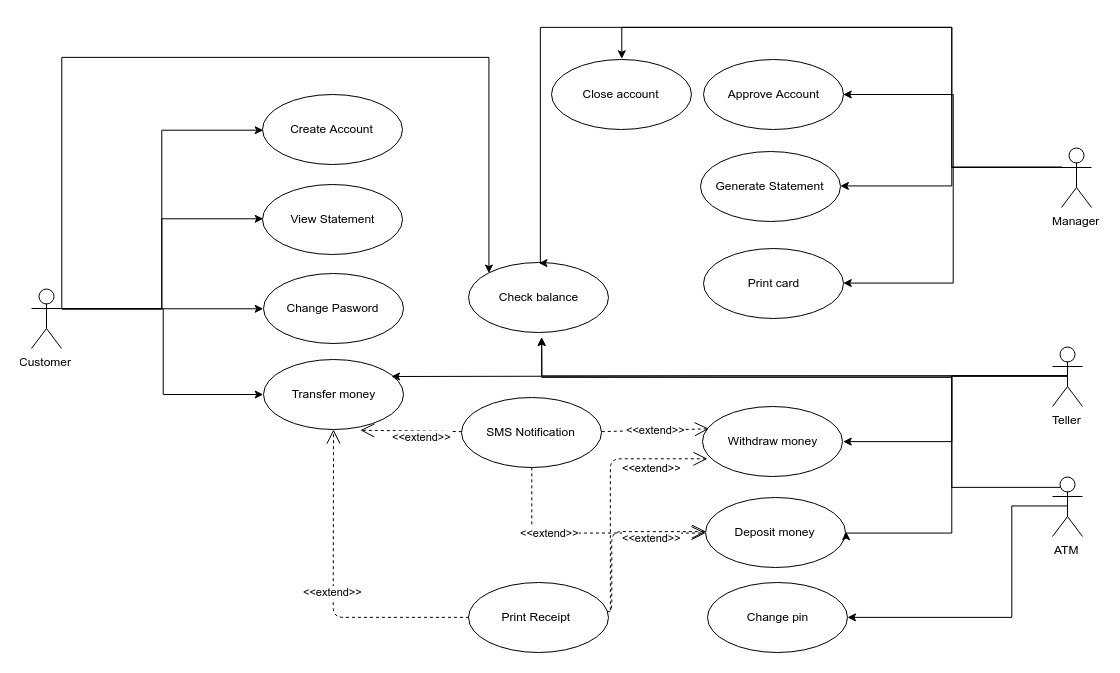 Close account
Approve Account
Create Account
Generate Statement
Manager
View Statement
Print card
Check balance
Change Pasword
Customer
Transfer money
Teller
<<extend>>
SMS Notification
<<extend>>
Withdraw money
<<extend>>
<<extend>>
<<extend>>
Deposit money
ATM
<<extend>>
Print Receipt
Change pin